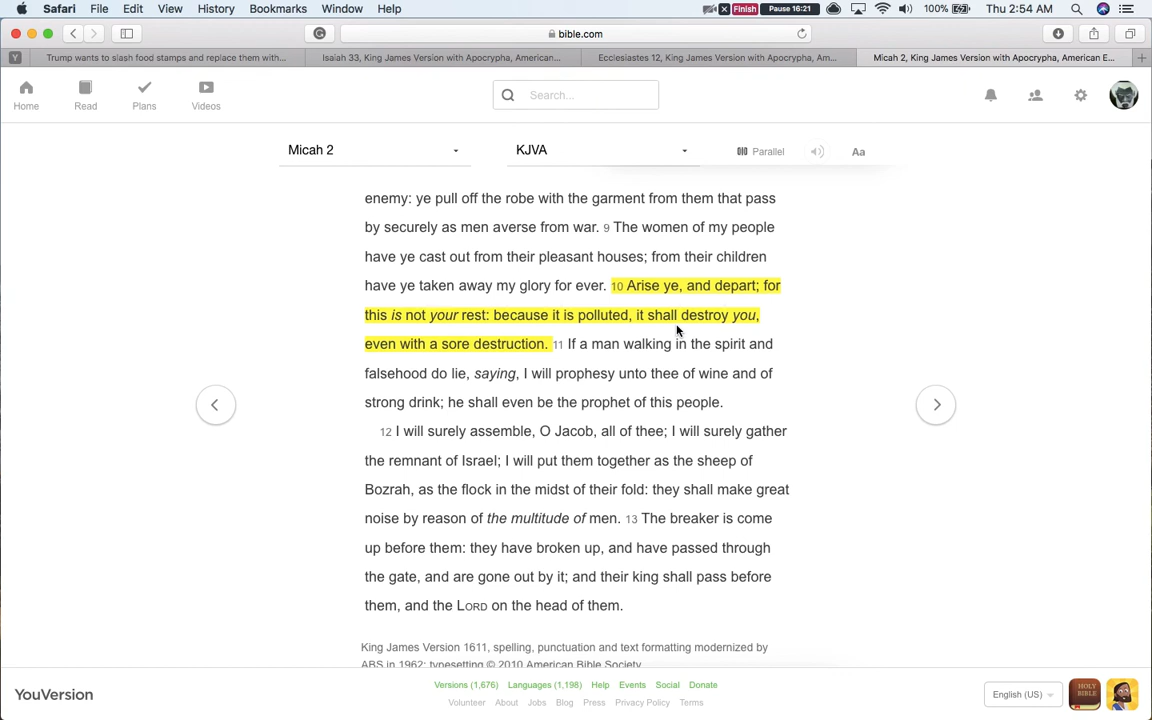 Safari File Edit View History Bookmarks Window Help Finish Pause 16:21 100% Thu 2:54 AM
bible.com
Y Trump wants to slash food stamps and replace them with... Isaiah 33, King James Version with Apocrypha, American... Ecclesiastes 12, King James Version with Apocrypha, Am... Micah 2, King James Version with Apocrypha, American E...
Home Read Plans Videos Search...
Micah 2 KJVA Parallel Aa
enemy: ye pull off the robe with the garment from them that pass
by securely as men averse from war. 9 The women of my people
have ye cast out from their pleasant houses; from their children
have ye taken away my glory for ever. 10 Arise ye, and depart; for
this is not your rest: because it is polluted, it shall destroy you,
even with a sore destruction. 11 If a man walking in the spirit and
falsehood do lie, saying, I will prophesy unto thee of wine and of
strong drink; he shall even be the prophet of this people.
12 I will surely assemble, O Jacob, all of thee; I will surely gather
the remnant of Israel; I will put them together as the sheep of
Bozrah, as the flock in the midst of their fold: they shall make great
noise by reason of the multitude of men. 13 The breaker is come
up before them: they have broken up, and have passed through
the gate, and are gone out by it; and their king shall pass before
them, and the LORD on the head of them.
King James Version 1611, spelling, punctuation and text formatting modernized by
ABS in 1962; typesetting © 2010 American Bible Society.
YouVersion
Versions (1,676) Languages (1,198) Help Events Social Donate
Volunteer About Jobs Blog Press Privacy Policy Terms
English (US)
HOLY BIBLE